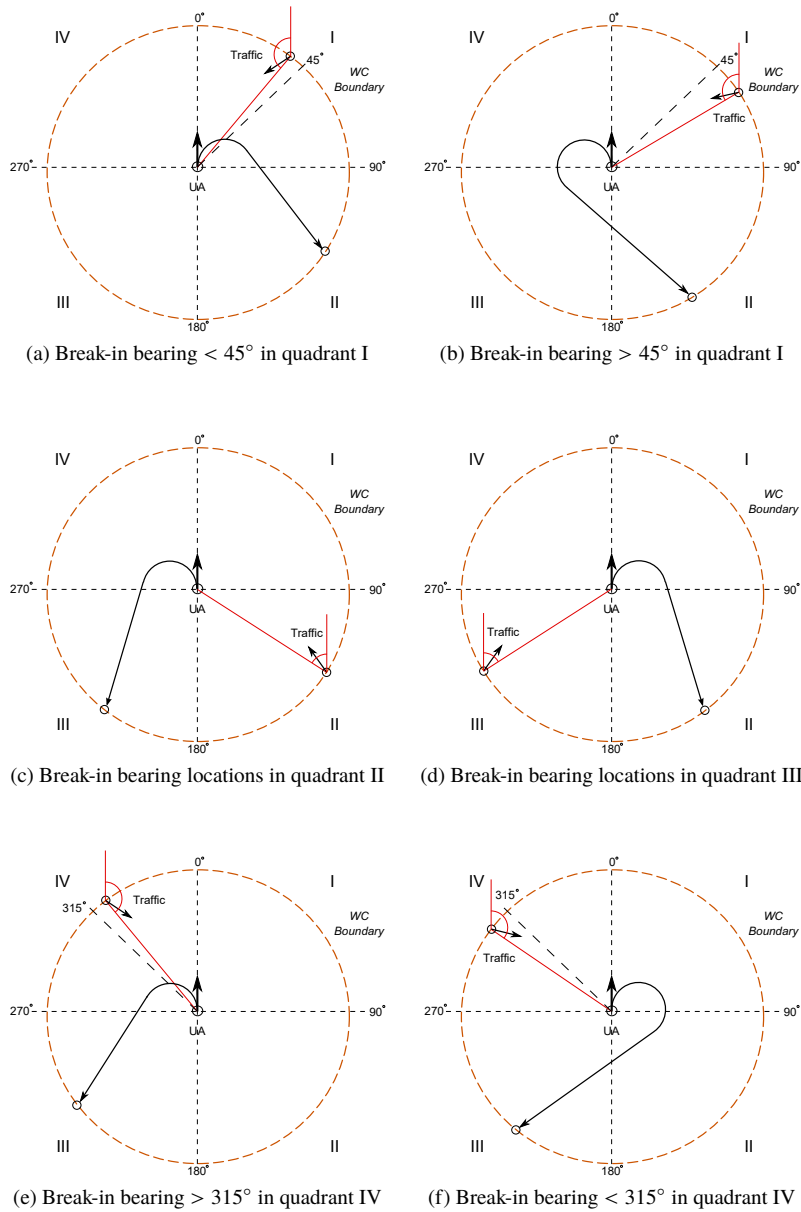 0°
IV
I
Traffic
45°
WC
Boundary
270°
90°
UA
III
II
180°
(a) Break-in bearing < 45° in quadrant I
0°
IV
I
45°
WC
Boundary
Traffic
270°
90°
UA
III
II
180°
(b) Break-in bearing > 45° in quadrant I
0°
IV
I
WC
Boundary
270°
90°
UA
Traffic
III
II
180°
(c) Break-in bearing locations in quadrant II
0°
IV
I
WC
Boundary
270°
90°
UA
Traffic
III
II
180°
(d) Break-in bearing locations in quadrant III
0°
IV
I
Traffic
315°
WC
Boundary
270°
90°
UA
III
II
180°
(e) Break-in bearing > 315° in quadrant IV
0°
IV
I
315°
WC
Boundary
Traffic
270°
90°
UA
III
II
180°
(f) Break-in bearing < 315° in quadrant IV